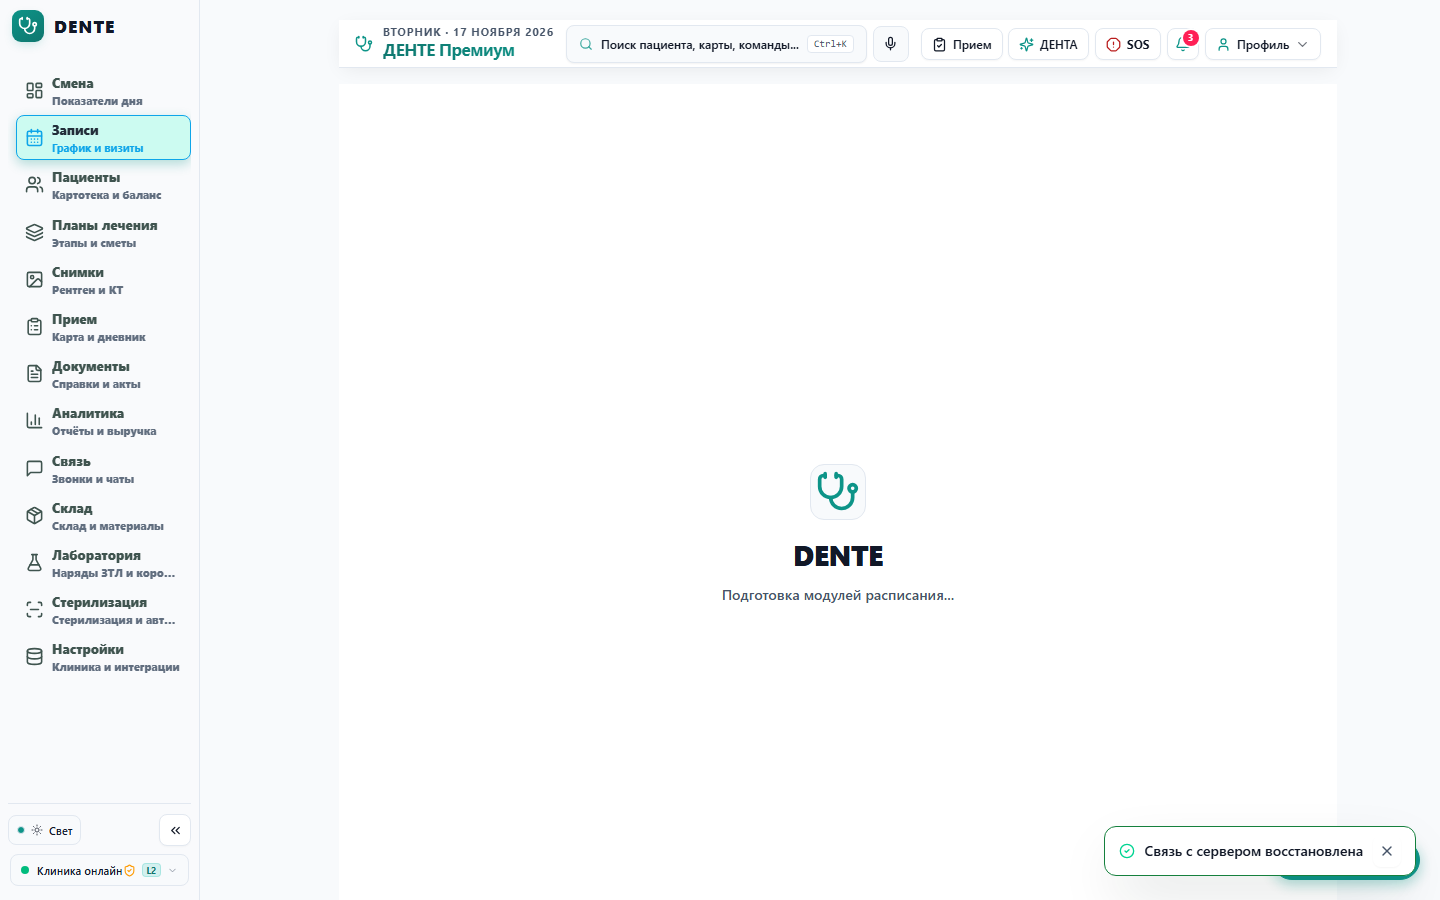 DENTE
Смена
Показатели дня
Записи
График и визиты
Пациенты
Картотека и баланс
Планы лечения
Этапы и сметы
Снимки
Рентген и КТ
Прием
Карта и дневник
Документы
Справки и акты
Аналитика
Отчёты и выручка
Связь
Звонки и чаты
Склад
Склад и материалы
Лаборатория
Наряды ЗТЛ и коро...
Стерилизация
Стерилизация и авт...
Настройки
Клиника и интеграции
Свет
Клиника онлайн L2
ВТОРНИК · 17 НОЯБРЯ 2026
ДЕНТЕ Премиум
Поиск пациента, карты, команды... Ctrl+K
Прием
ДЕНТА
SOS
3
Профиль
DENTE
Подготовка модулей расписания...
Связь с сервером восстановлена